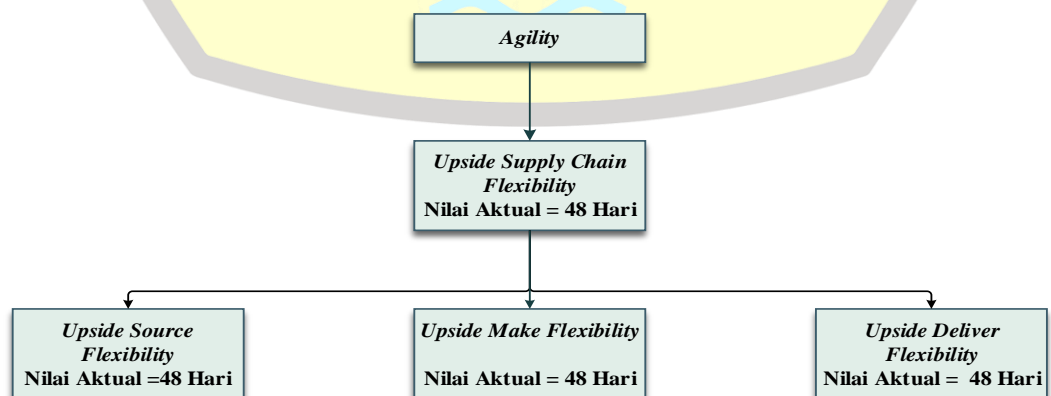 Agility
Upside Supply Chain
Flexibility
Nilai Aktual = 48 Hari
Upside Source
Flexibility
Nilai Aktual =48 Hari
Upside Make Flexibility
Nilai Aktual = 48 Hari
Upside Deliver
Flexibility
Nilai Aktual =  48 Hari